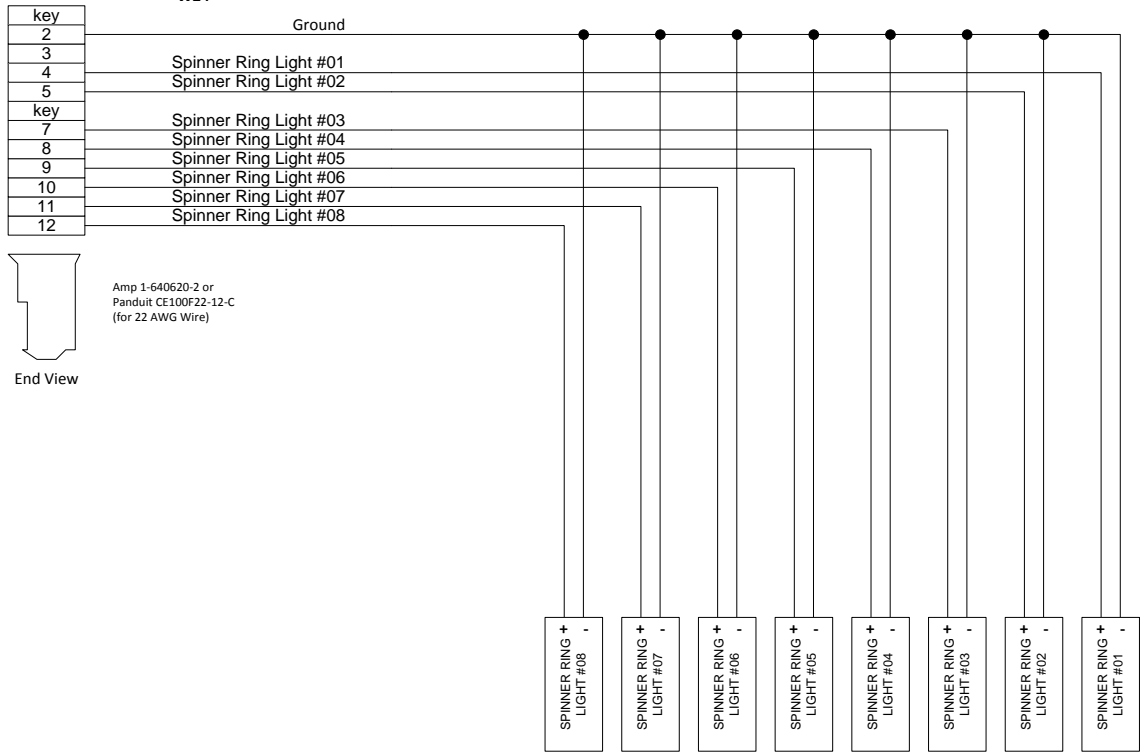 key
2
3
4
5
key
7
8
9
10
11
12
Ground
Spinner Ring Light #01
Spinner Ring Light #02
Spinner Ring Light #03
Spinner Ring Light #04
Spinner Ring Light #05
Spinner Ring Light #06
Spinner Ring Light #07
Spinner Ring Light #08
Amp 1-640620-2 or
Panduit CE100F22-12-C
(for 22 AWG Wire)
End View
SPINNER RING + -
LIGHT #08
SPINNER RING + -
LIGHT #07
SPINNER RING + -
LIGHT #06
SPINNER RING + -
LIGHT #05
SPINNER RING + -
LIGHT #04
SPINNER RING + -
LIGHT #03
SPINNER RING + -
LIGHT #02
SPINNER RING + -
LIGHT #01